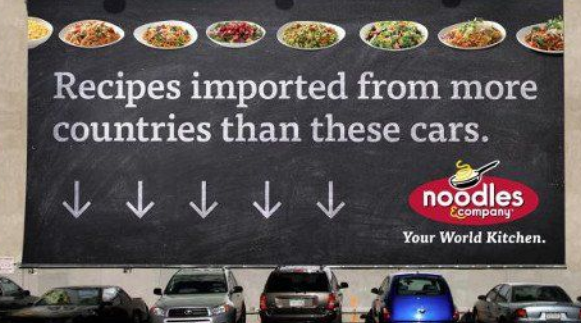 Recipes imported from more
countries than these cars.
noodles
&company
Your World Kitchen.